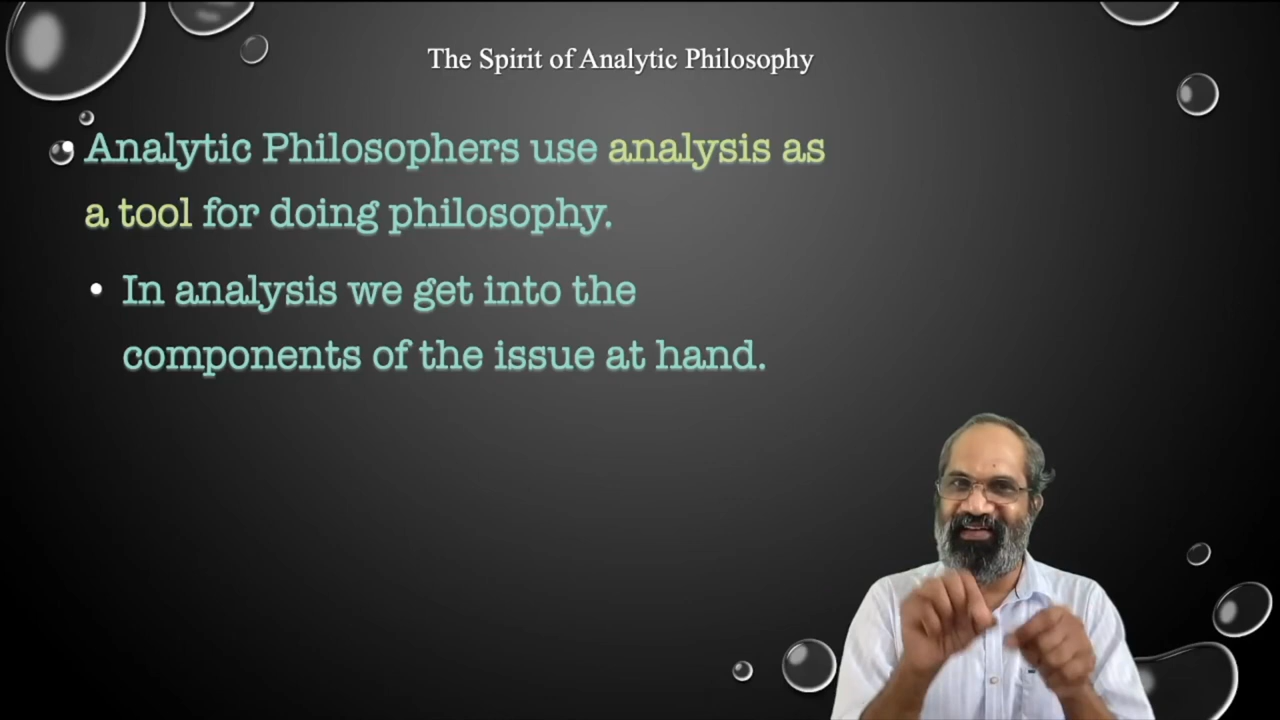 The Spirit of Analytic Philosophy
Analytic Philosophers use analysis as
a tool for doing philosophy.
In analysis we get into the
components of the issue at hand.